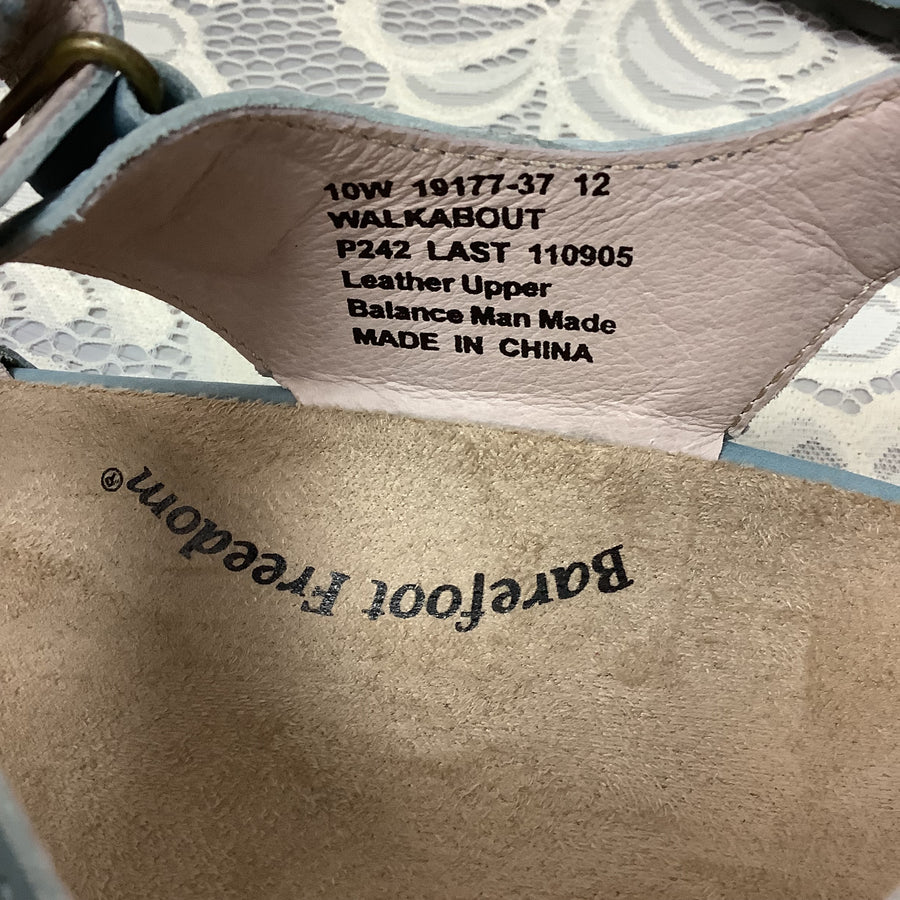 10W 19177-37 12
WALKABOUT
P242 LAST 110905
Leather Upper
Balance Man Made
MADE IN CHINA
Barefoot Freedom®